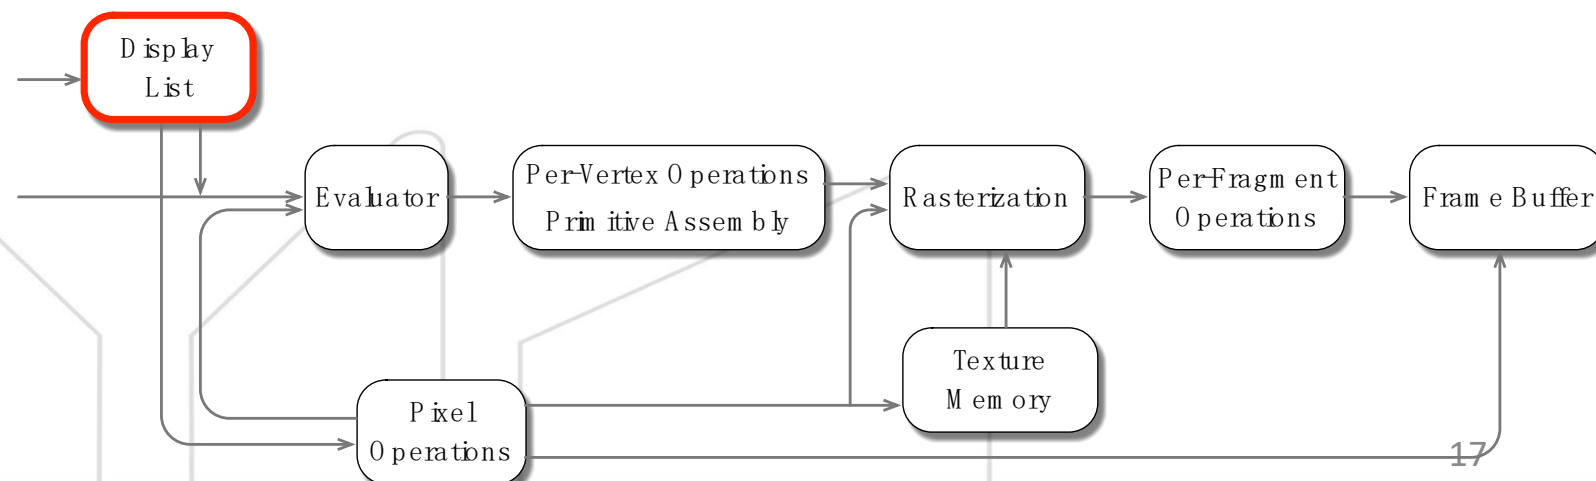 Display
List
Evaluator
Per-Vertex Operations
Primitive Assembly
Rasterization
Per-Fragment
Operations
Frame Buffer
Texture
Memory
Pixel
Operations
17